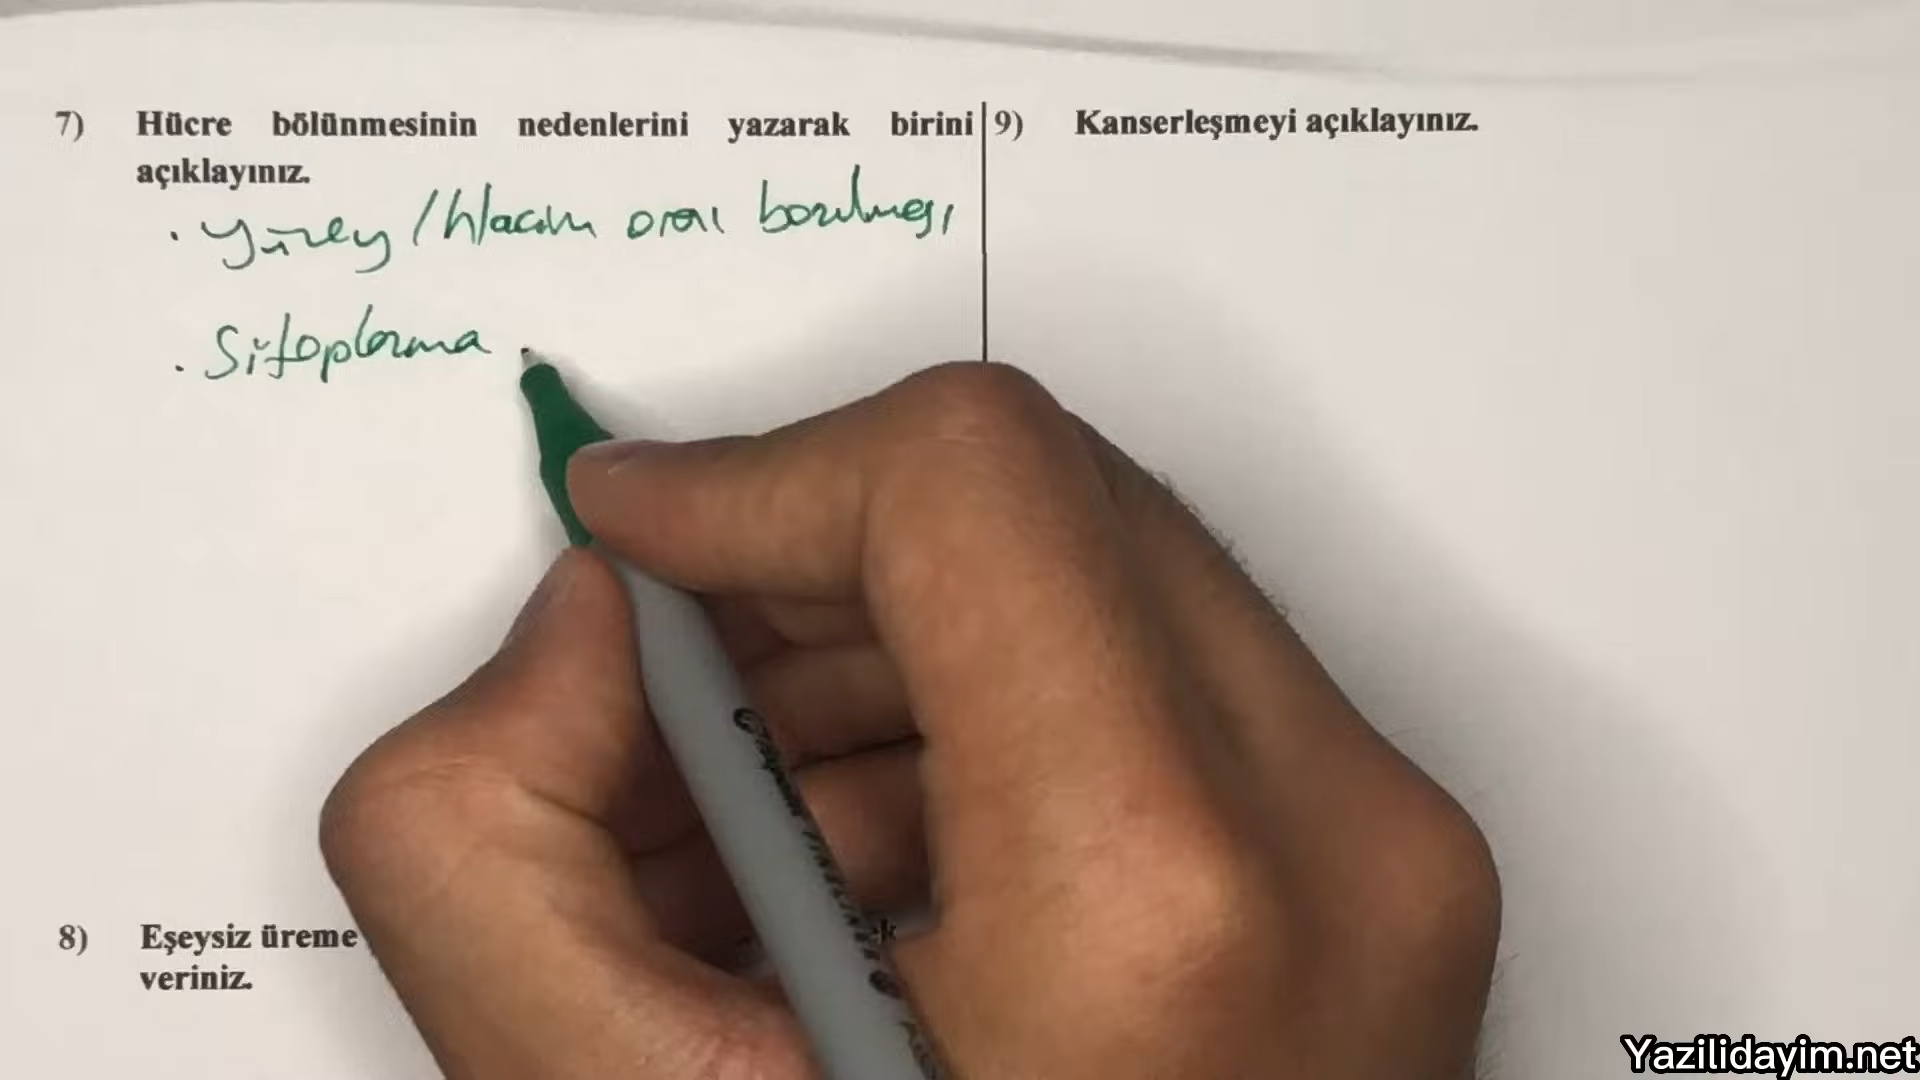 7) Hücre bölünmesinin nedenlerini yazarak birini
açıklayınız.
• Yüzey / Hacim oranı bozulması
• Sitoplazma
8) Eşeysiz üreme
veriniz.
9) Kanserleşmeyi açıklayınız.
Yazilidayim.net